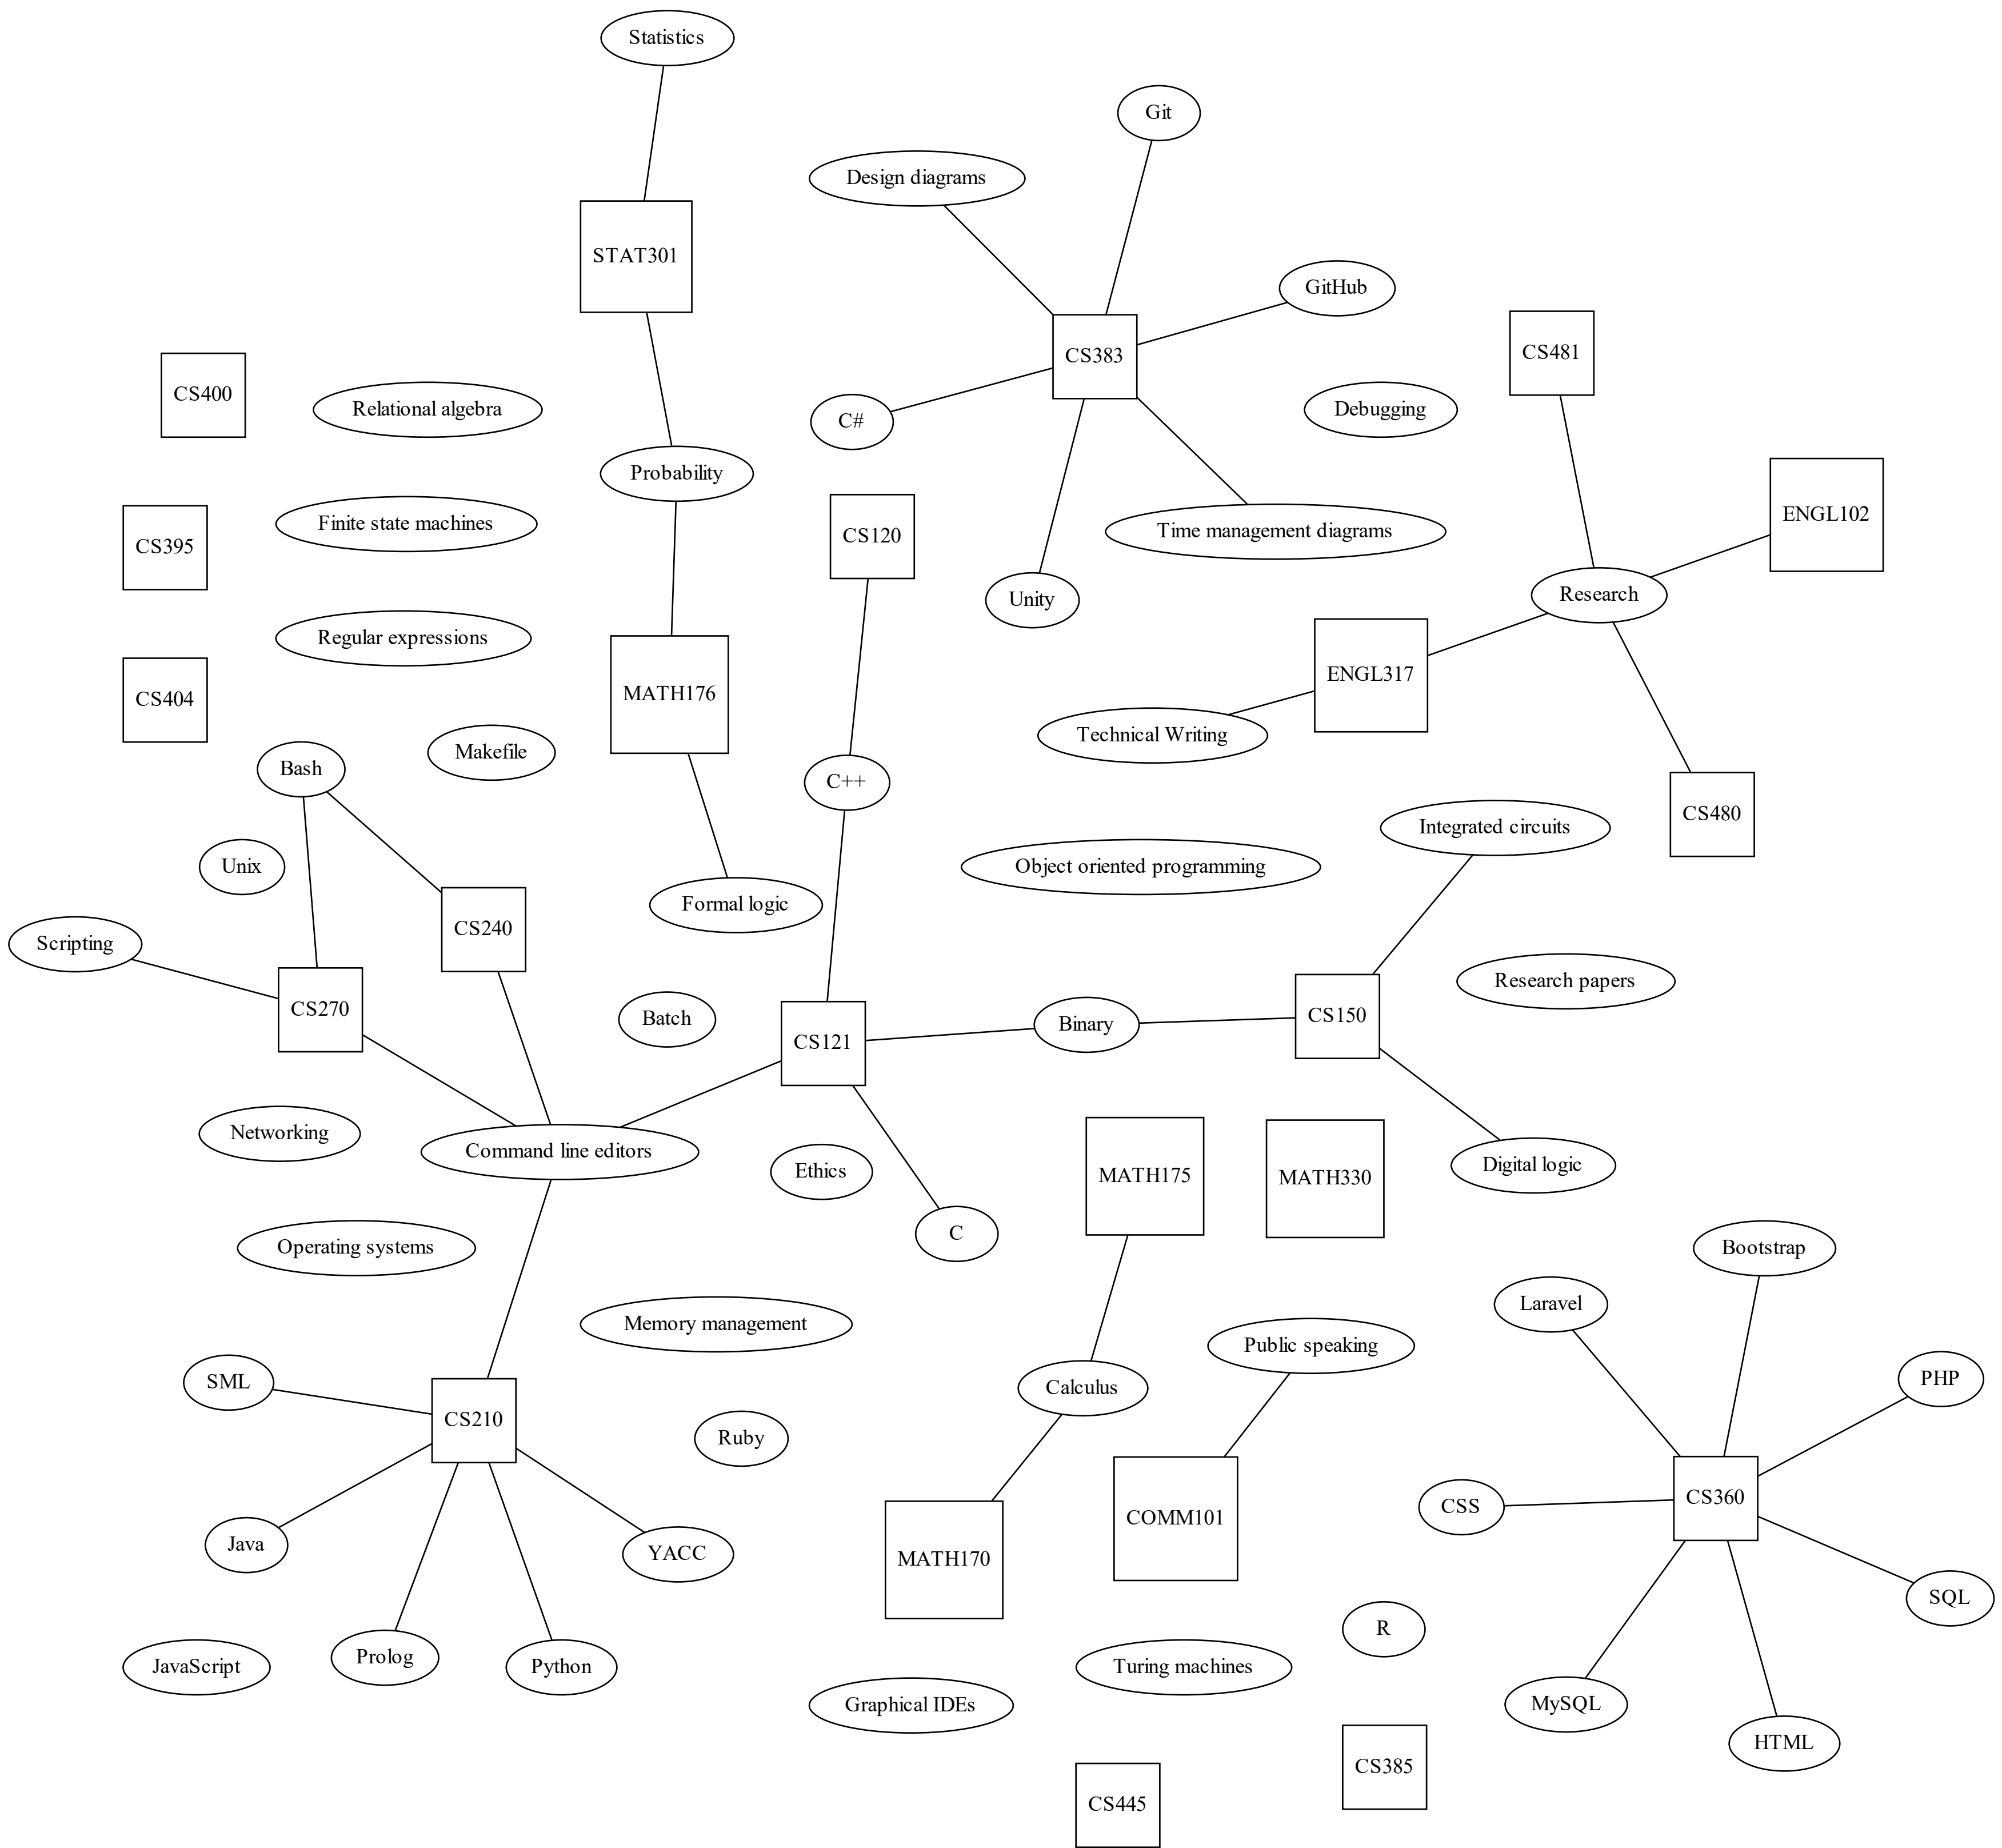 Statistics
Git
Design diagrams
STAT301
GitHub
CS383
CS481
CS400
Relational algebra
C#
Debugging
Probability
ENGL102
Finite state machines
CS395
CS120
Time management diagrams
Research
Unity
Regular expressions
ENGL317
MATH176
CS404
Technical Writing
Makefile
Bash
C++
CS480
Integrated circuits
Unix
Object oriented programming
Formal logic
CS240
Scripting
Research papers
CS270
Batch
CS150
Binary
CS121
Networking
Command line editors
Digital logic
Ethics
MATH175
MATH330
C
Operating systems
Bootstrap
Laravel
Memory management
Public speaking
PHP
SML
Calculus
CS210
Ruby
CS360
CSS
COMM101
Java
YACC
MATH170
SQL
R
Prolog
JavaScript
Python
Turing machines
Graphical IDEs
MySQL
HTML
CS385
CS445